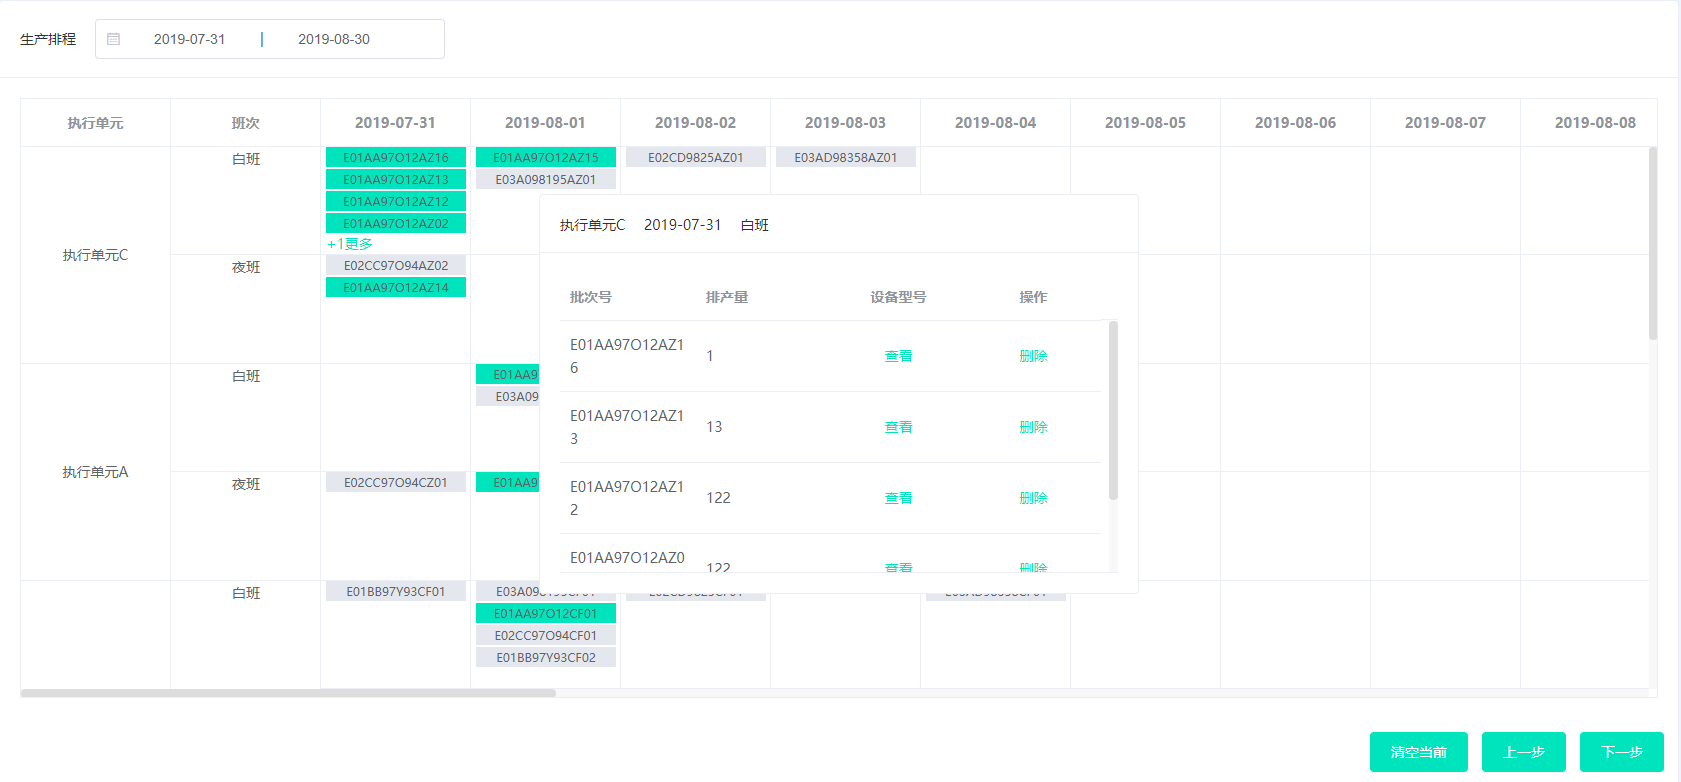 生产排程 2019-07-31 | 2019-08-30
执行单元 班次 2019-07-31 2019-08-01 2019-08-02 2019-08-03 2019-08-04 2019-08-05 2019-08-06 2019-08-07 2019-08-08
白班 E01AA97O12AZ16 E01AA97O12AZ15 E02CD9825AZ01 E03AD98358AZ01
E01AA97O12AZ13 E03A098195AZ01
E01AA97O12AZ12
E01AA97O12AZ02
+1更多
执行单元C
夜班 E02CC97O94AZ02
E01AA97O12AZ14
白班 E01AA9
E03A09
执行单元A
夜班 E02CC97O94CZ01 E01AA9
白班 E01BB97Y93CF01
E01AA97O12CF01
E02CC97O94CF01
E01BB97Y93CF02
执行单元C 2019-07-31 白班
批次号 排产量 设备型号 操作
E01AA97O12AZ1
6 1 查看 删除
E01AA97O12AZ1
3 13 查看 删除
E01AA97O12AZ1
2 122 查看 删除
E01AA97O12AZ0
122 查看 删除
清空当前 上一步 下一步